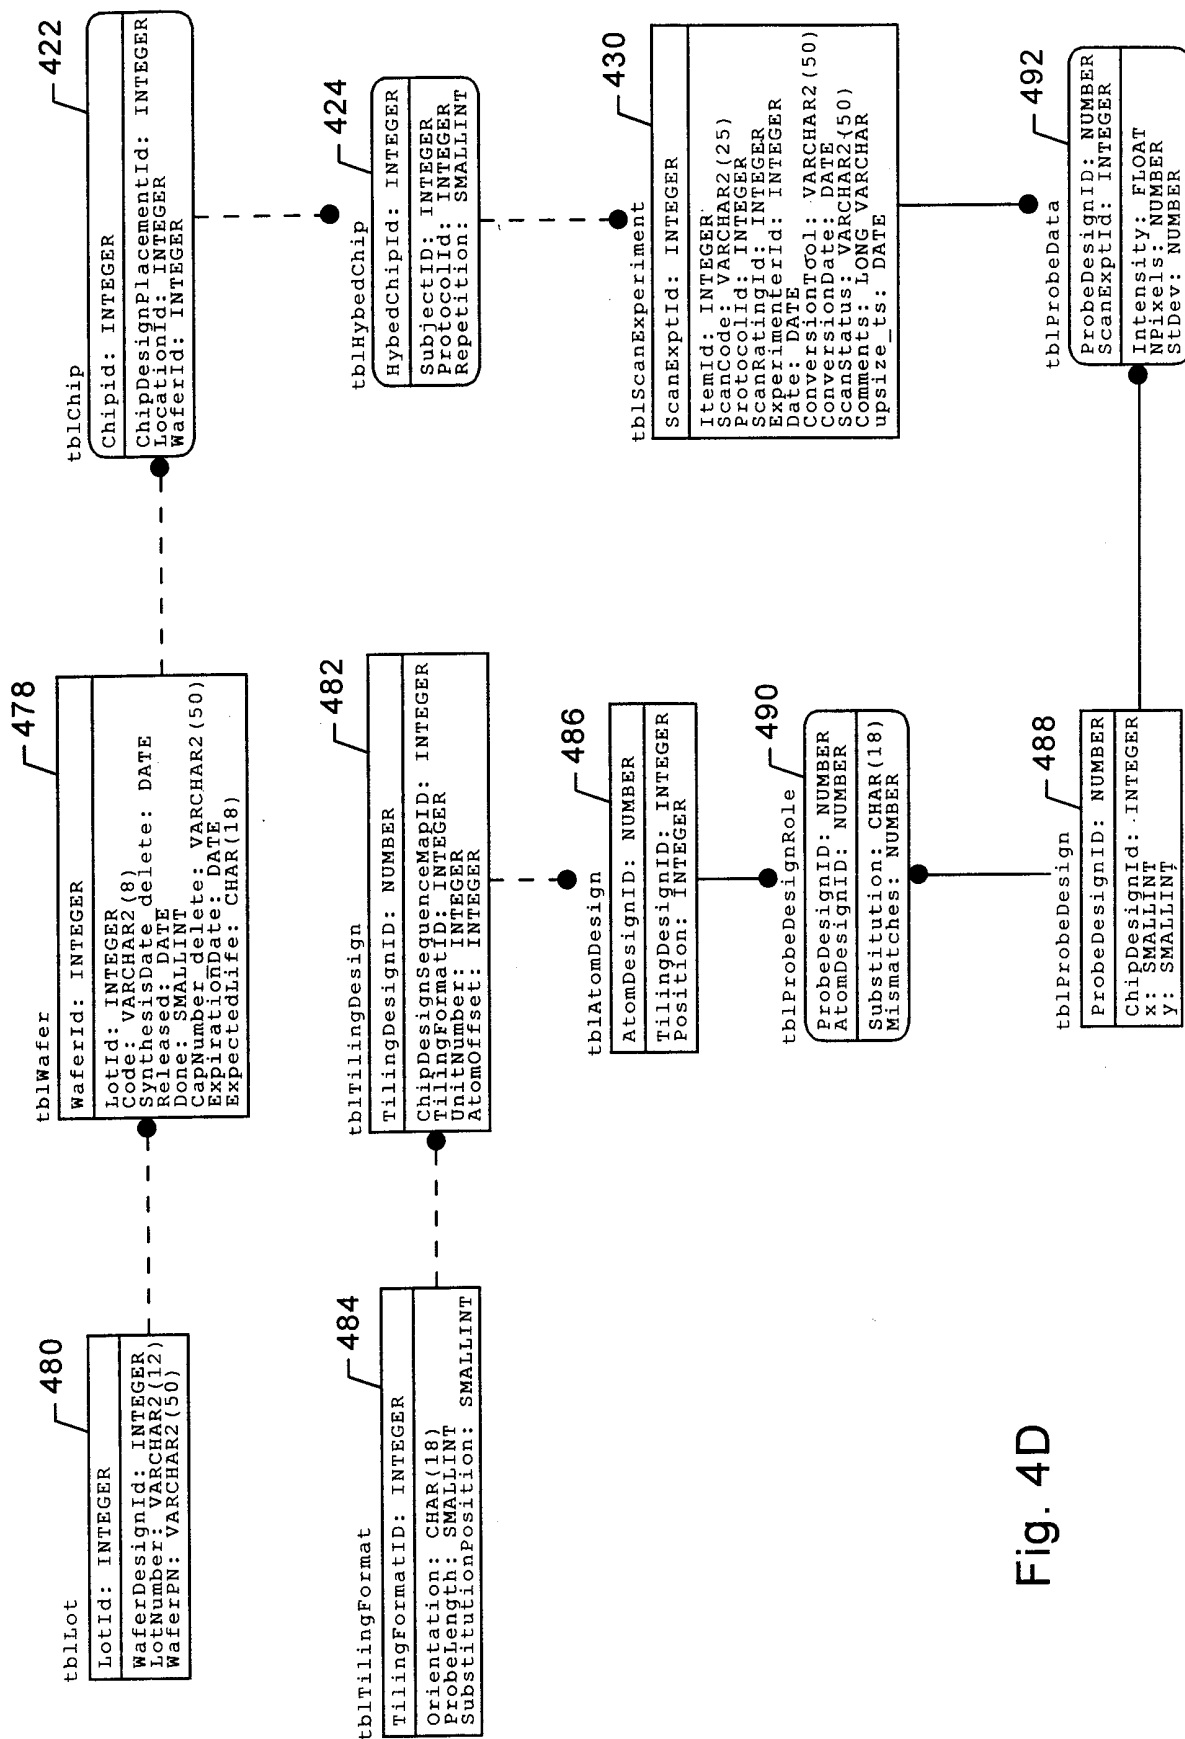 tblLot
480
LotId: INTEGER
WaferDesignId: INTEGER
LotNumber: VARCHAR2(12)
WaferPN: VARCHAR2(50)
tblWafer
478
WaferId: INTEGER
LotId: INTEGER
Code: VARCHAR2(8)
SynthesisDate_delete: DATE
Released: DATE
Done: SMALLINT
CapNumber_delete: VARCHAR2(50)
ExpirationDate: DATE
ExpectedLife: CHAR(18)
tblChip
422
Chipid: INTEGER
ChipDesignPlacementId: INTEGER
LocationId: INTEGER
WaferId: INTEGER
tblTilingFormat
484
TilingFormatID: INTEGER
Orientation: CHAR(18)
ProbeLength: SMALLINT
SubstitutionPosition: SMALLINT
tblTilingDesign
482
TilingDesignID: NUMBER
ChipDesignSequenceMapID: INTEGER
TilingFormatID: INTEGER
UnitNumber: INTEGER
AtomOffset: INTEGER
tblHybedChip
424
HybedChipId: INTEGER
SubjectID: INTEGER
ProtocolId: INTEGER
Repetition: SMALLINT
tblAtomDesign
486
AtomDesignID: NUMBER
TilingDesignID: INTEGER
Position: INTEGER
tblScanExperiment
430
ScanExptId: INTEGER
ItemId: INTEGER
ScanCode: VARCHAR2(25)
ProtocolId: INTEGER
ScanRatingId: INTEGER
ExperimenterId: INTEGER
Date: DATE
ConversionTool: VARCHAR2(50)
ConversionDate: DATE
ScanStatus: VARCHAR2(50)
Comments: LONG VARCHAR
upsize_ts: DATE
tblProbeDesignRole
490
ProbeDesignID: NUMBER
AtomDesignID: NUMBER
Substitution: CHAR(18)
Mismatches: NUMBER
tblProbeDesign
488
ProbeDesignID: NUMBER
ChipDesignId: INTEGER
x: SMALLINT
y: SMALLINT
tblProbeData
492
ProbeDesignID: NUMBER
ScanExptId: INTEGER
Intensity: FLOAT
NPixels: NUMBER
StDev: NUMBER
Fig. 4D